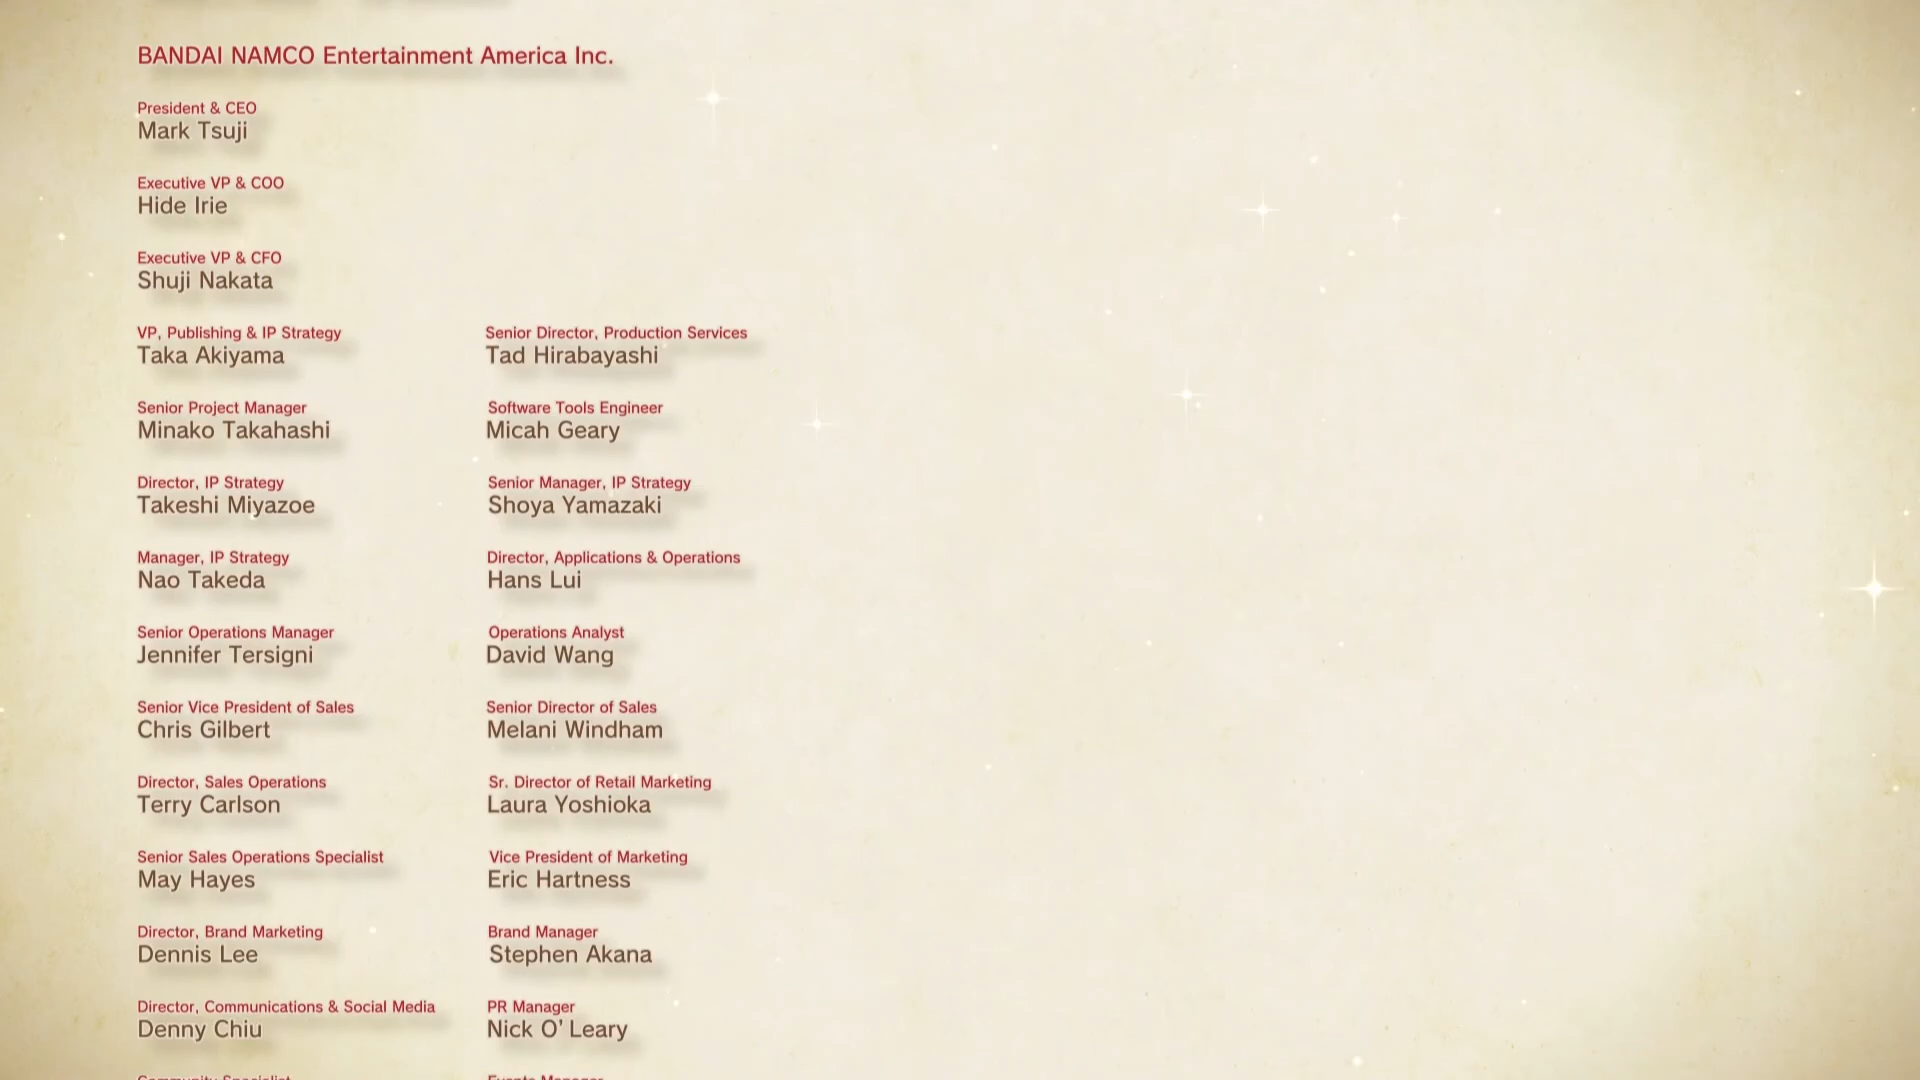 BANDAI NAMCO Entertainment America Inc.
President & CEO
Mark Tsuji
Executive VP & COO
Hide Irie
Executive VP & CFO
Shuji Nakata
VP, Publishing & IP Strategy
Taka Akiyama
Senior Director, Production Services
Tad Hirabayashi
Senior Project Manager
Minako Takahashi
Software Tools Engineer
Micah Geary
Director, IP Strategy
Takeshi Miyazoe
Senior Manager, IP Strategy
Shoya Yamazaki
Manager, IP Strategy
Nao Takeda
Director, Applications & Operations
Hans Lui
Senior Operations Manager
Jennifer Tersigni
Operations Analyst
David Wang
Senior Vice President of Sales
Chris Gilbert
Senior Director of Sales
Melani Windham
Director, Sales Operations
Terry Carlson
Sr. Director of Retail Marketing
Laura Yoshioka
Senior Sales Operations Specialist
May Hayes
Vice President of Marketing
Eric Hartness
Director, Brand Marketing
Dennis Lee
Brand Manager
Stephen Akana
Director, Communications & Social Media
Denny Chiu
PR Manager
Nick O' Leary
Community Specialist
Events Manager